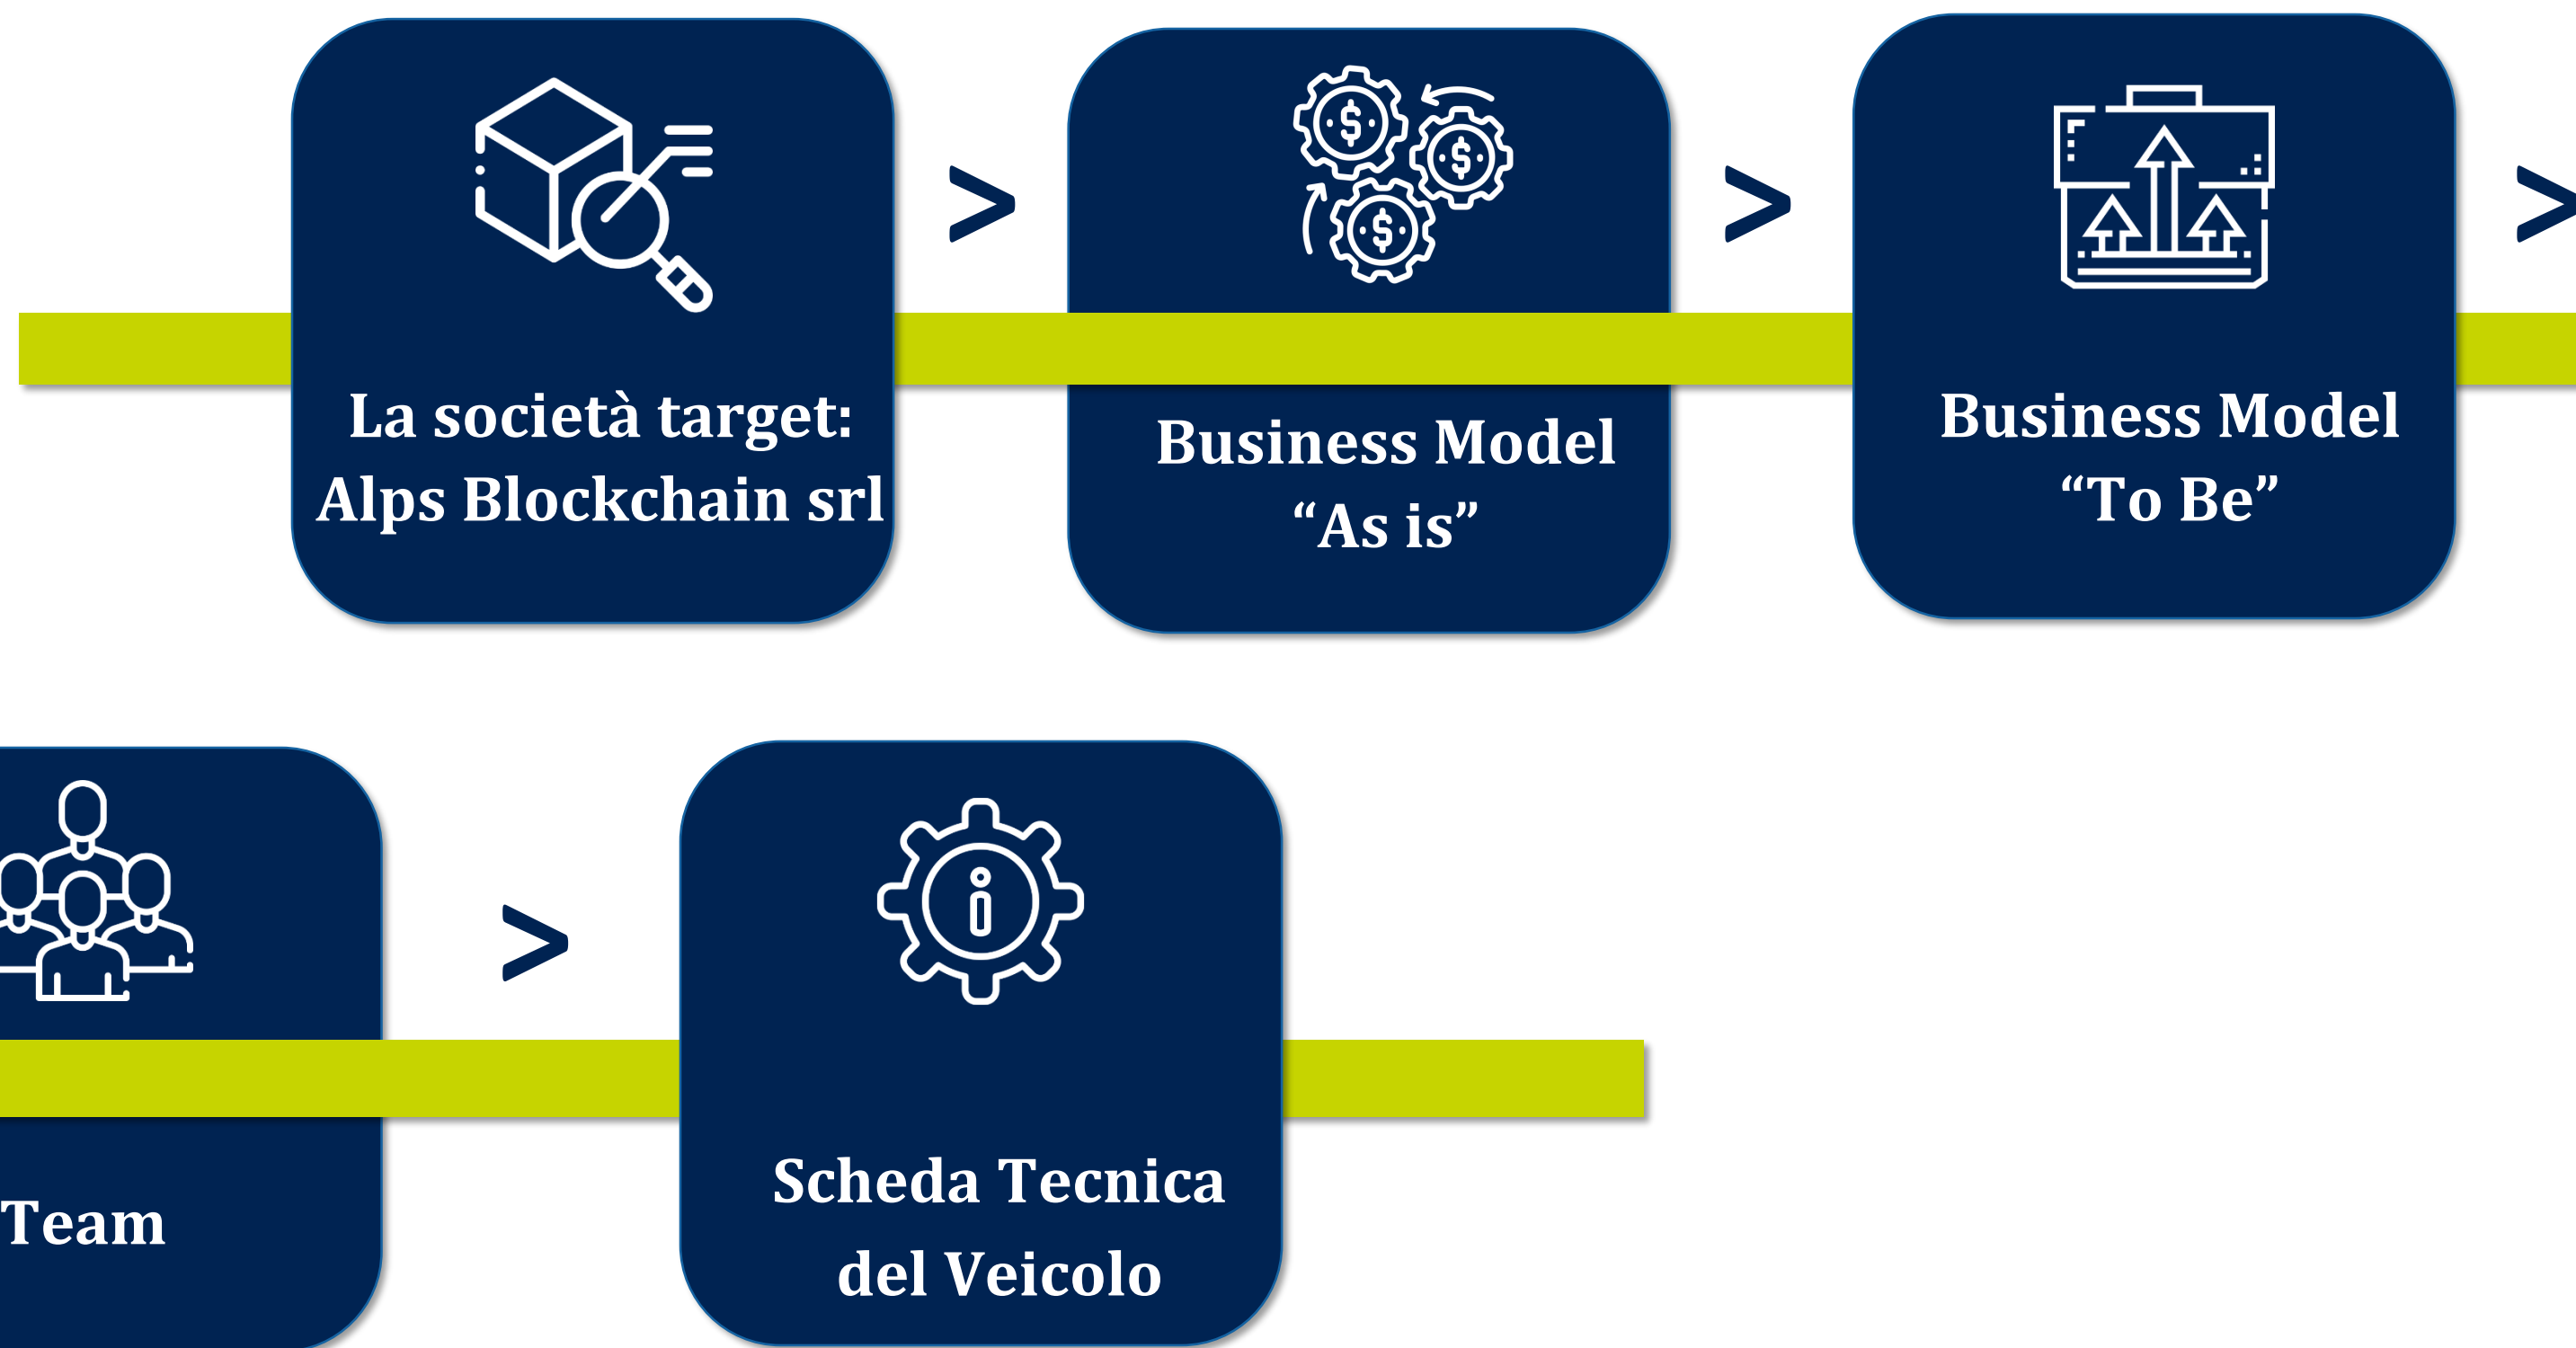 La società target:
Alps Blockchain srl
>
Business Model
“As is”
>
Business Model
“To Be”
>
Team
>
Scheda Tecnica
del Veicolo